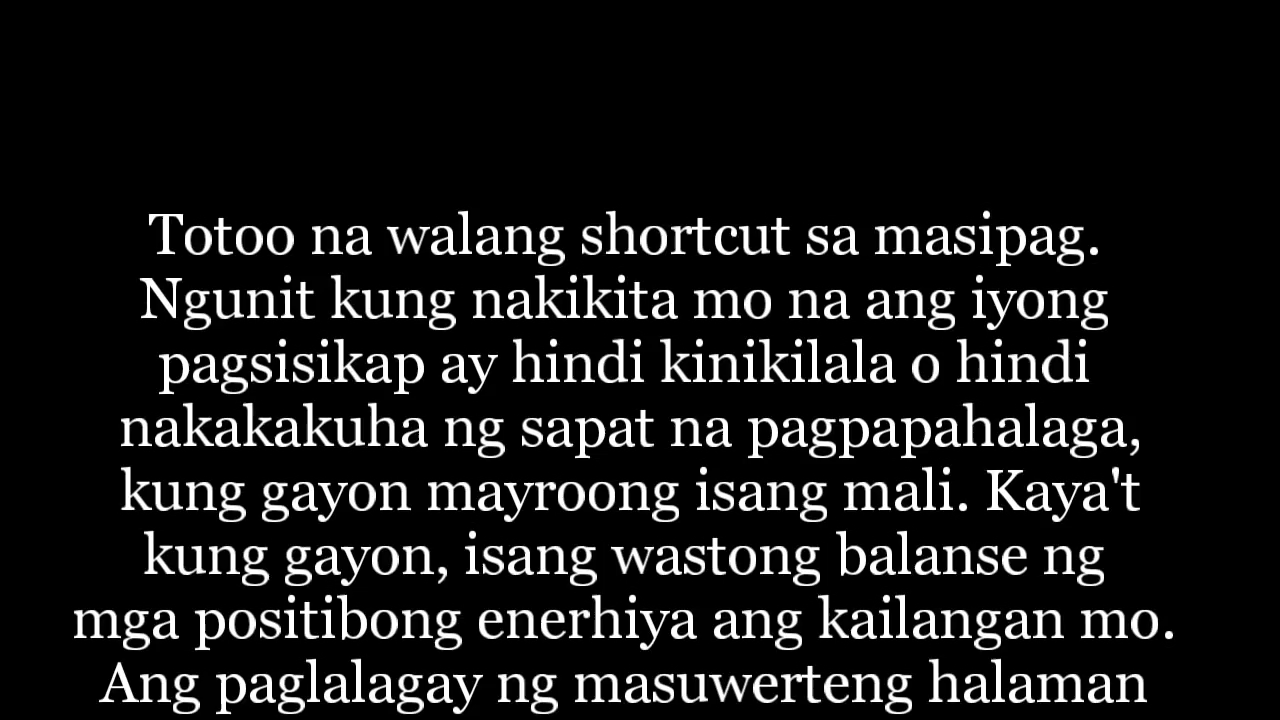 Totoo na walang shortcut sa masipag.
Ngunit kung nakikita mo na ang iyong
pagsisikap ay hindi kinikilala o hindi
nakakakuha ng sapat na pagpapahalaga,
kung gayon mayroong isang mali. Kaya't
kung gayon, isang wastong balanse ng
mga positibong enerhiya ang kailangan mo.
Ang paglalagay ng masuwerteng halaman